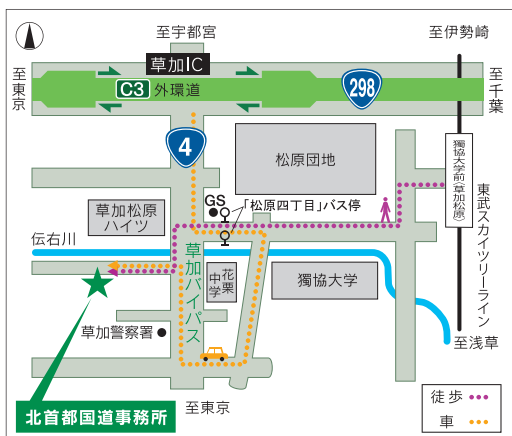 至宇都宮
至伊勢崎
草加IC
至東京
C3 外環道
298
至千葉
4
松原団地
獨協大学前(草加松原)
東武スカイツリーライン
GS
「松原四丁目」バス停
草加松原
ハイツ
伝右川
草加バイパス
花栗
中学
獨協大学
草加警察署
至浅草
北首都国道事務所
至東京
徒歩
車